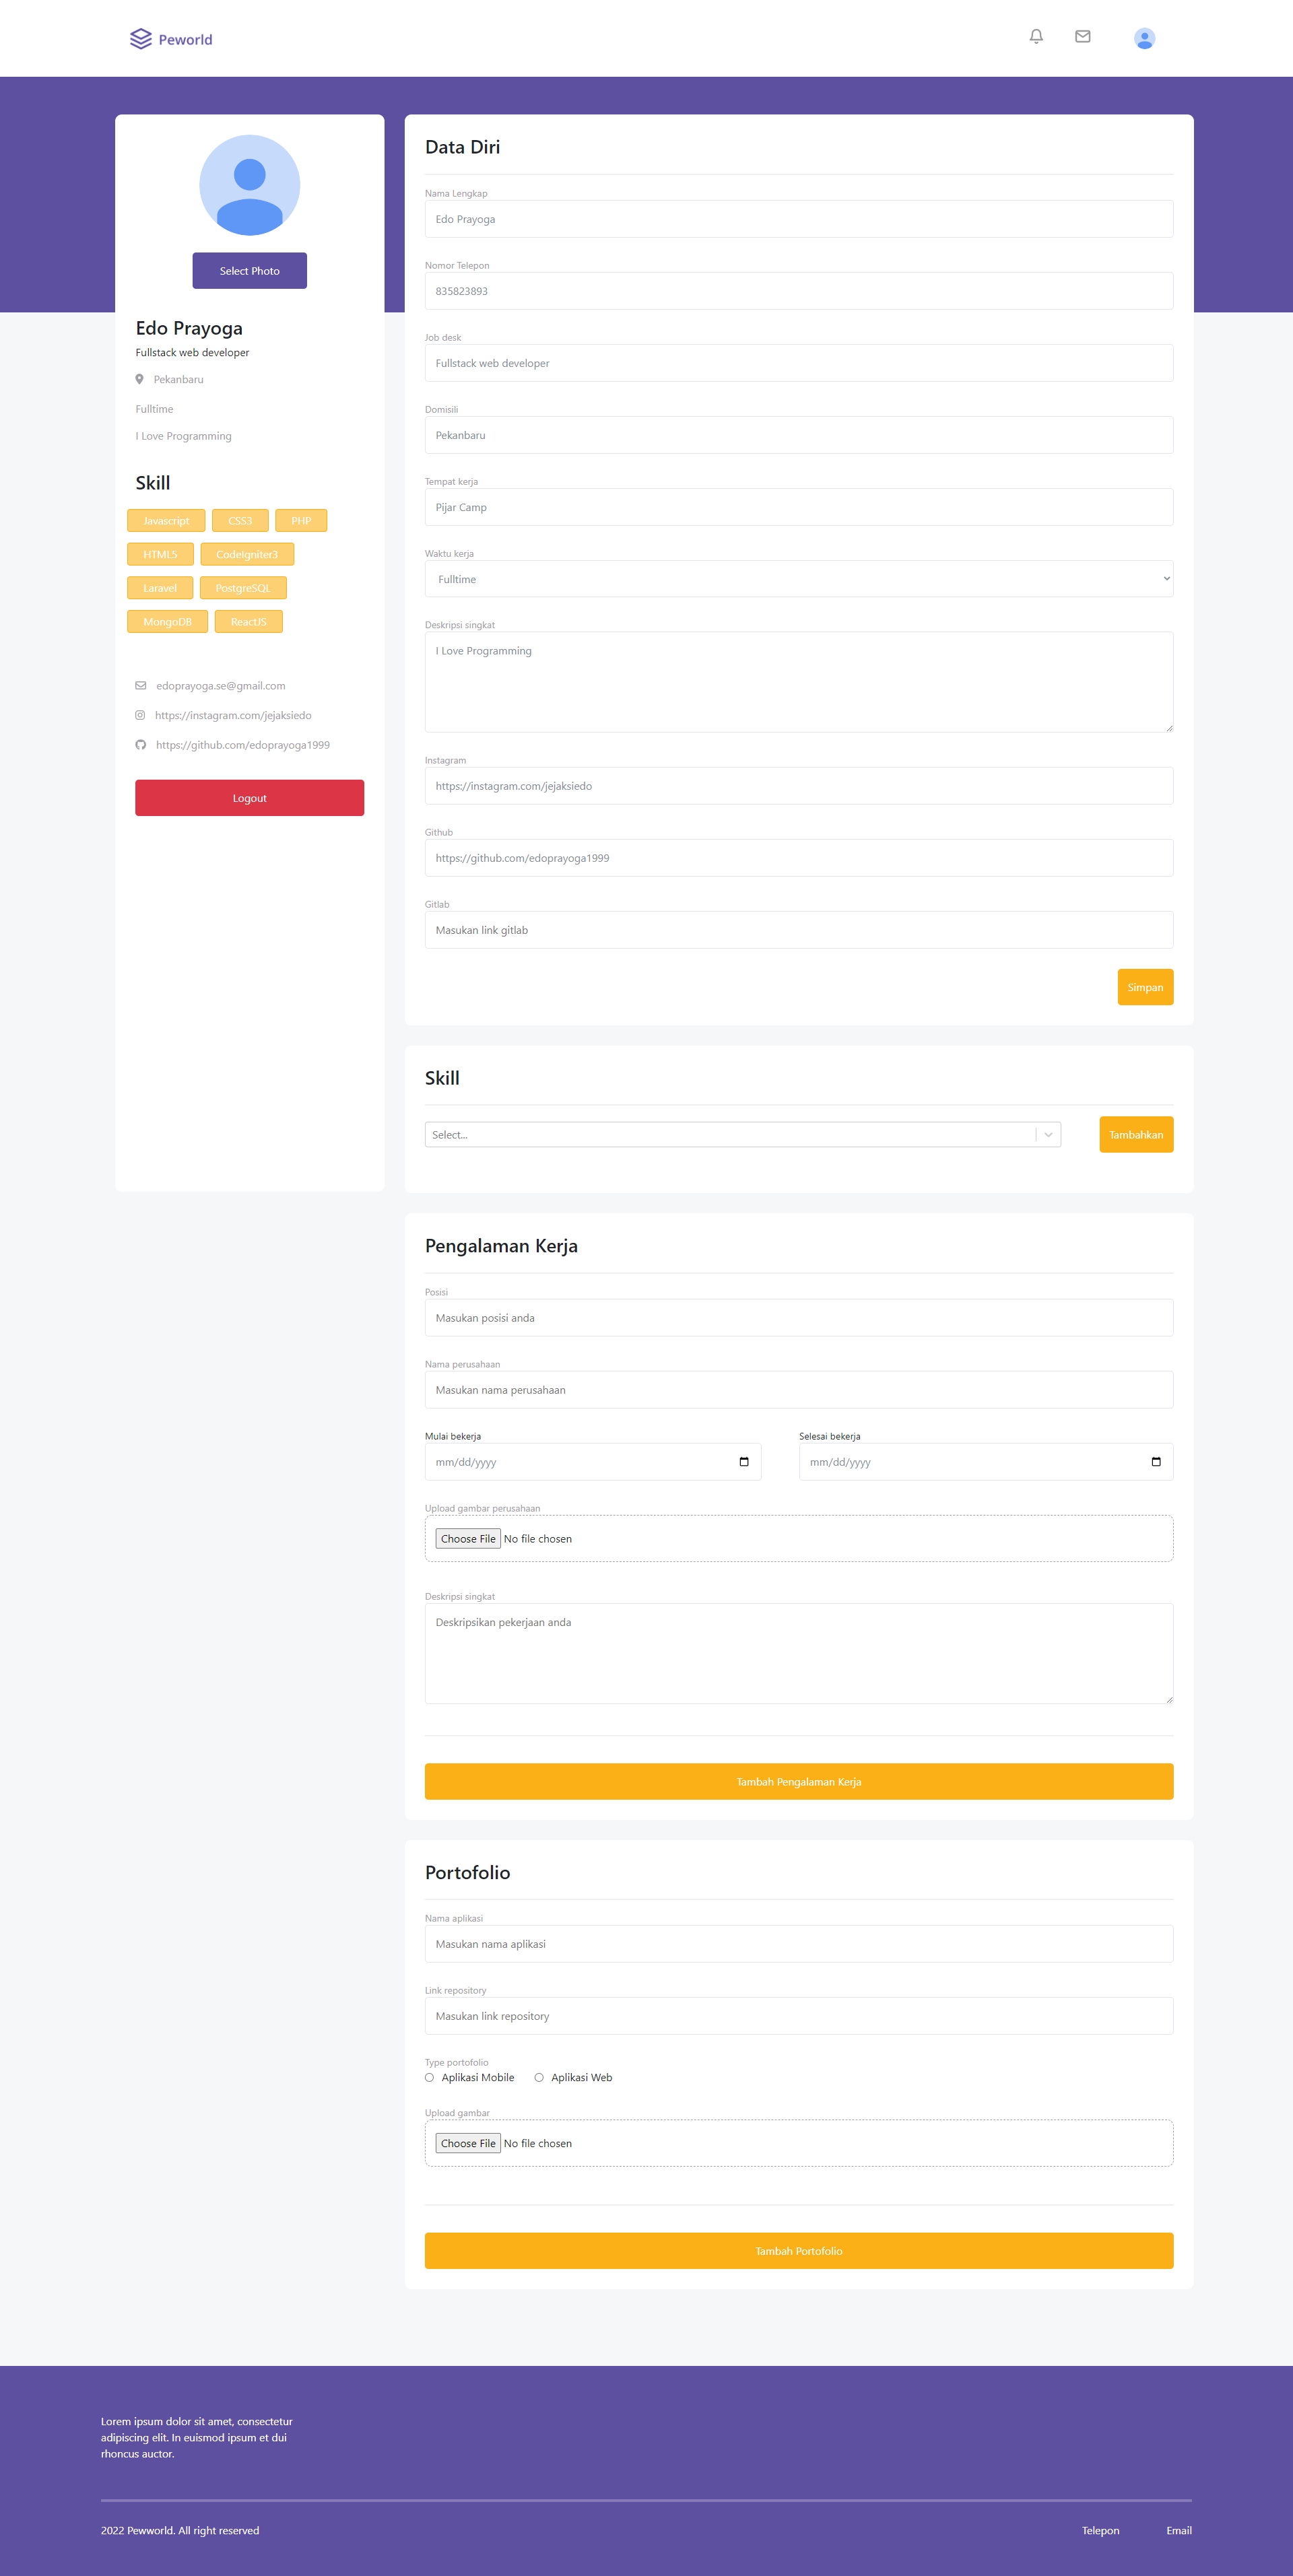 Peworld
Select Photo
Edo Prayoga
Fullstack web developer
Pekanbaru
Fulltime
I Love Programming
Skill
Javascript CSS3 PHP
HTML5 CodeIgniter3
Laravel PostgreSQL
MongoDB ReactJS
edoprayoga.se@gmail.com
https://instagram.com/jejaksiedo
https://github.com/edoprayoga1999
Logout
Data Diri
Nama Lengkap
Edo Prayoga
Nomor Telepon
835823893
Job desk
Fullstack web developer
Domisili
Pekanbaru
Tempat kerja
Pijar Camp
Waktu kerja
Fulltime
Deskripsi singkat
I Love Programming
Instagram
https://instagram.com/jejaksiedo
Github
https://github.com/edoprayoga1999
Gitlab
Masukan link gitlab
Simpan
Skill
Select...
Tambahkan
Pengalaman Kerja
Posisi
Masukan posisi anda
Nama perusahaan
Masukan nama perusahaan
Mulai bekerja Selesai bekerja
mm/dd/yyyy mm/dd/yyyy
Upload gambar perusahaan
Choose File No file chosen
Deskripsi singkat
Deskripsikan pekerjaan anda
Tambah Pengalaman Kerja
Portofolio
Nama aplikasi
Masukan nama aplikasi
Link repository
Masukan link repository
Type portofolio
Aplikasi Mobile Aplikasi Web
Upload gambar
Choose File No file chosen
Tambah Portofolio
Lorem ipsum dolor sit amet, consectetur
adipiscing elit. In euismod ipsum et dui
rhoncus auctor.
2022 Pewworld. All right reserved Telepon Email